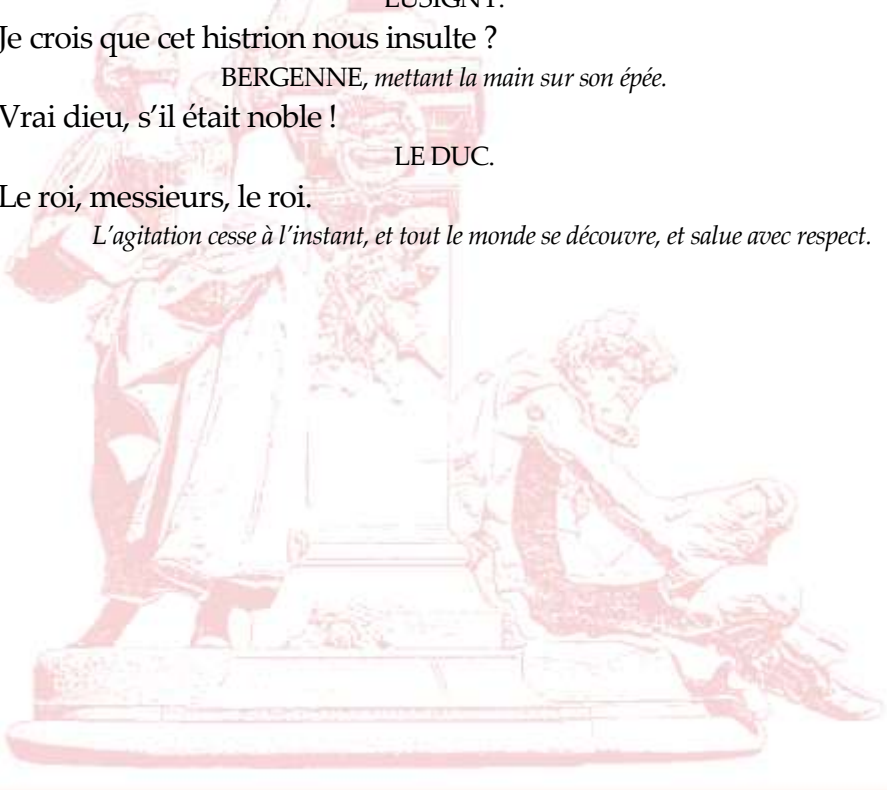 LUSIGNY.
Je crois que cet histrion nous insulte ?
BERGENNE, mettant la main sur son épée.
Vrai dieu, s’il était noble !
LE DUC.
Le roi, messieurs, le roi.
L’agitation cesse à l’instant, et tout le monde se découvre, et salue avec respect.